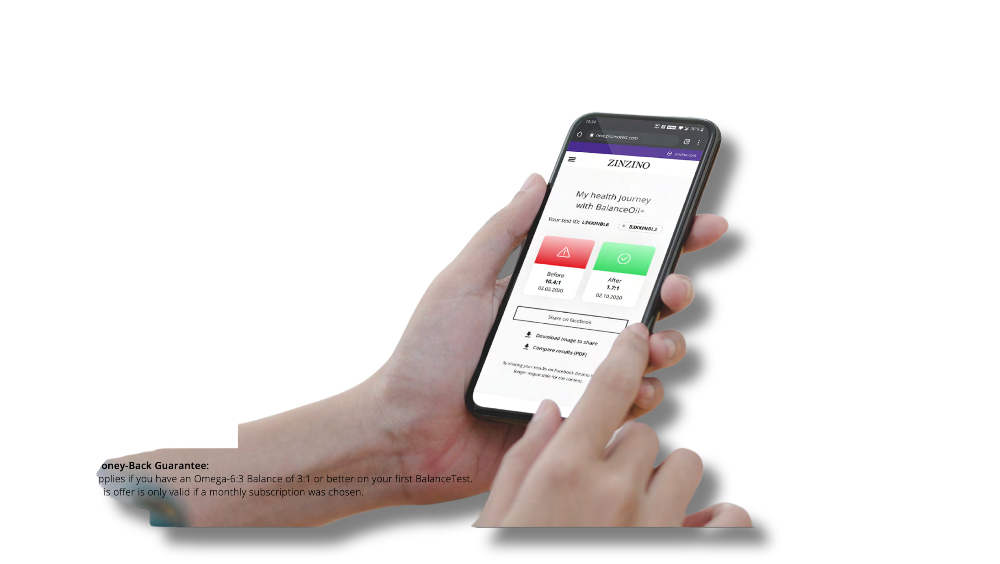 10:34
541
30 %
new.zinzinotest.com
10
zinzino.com
ZINZINO
My health journey
with BalanceOil+
Your test ID: L3KKINBL6
B3KKINBL2
Before
10.4:1
02.02.2020
After
1.7:1
02.10.2020
Share on facebook
Download image to share
Compare results (PDF)
By sharing your results on Facebook Zinzino
longer responsible for the content.
oney-Back Guarantee:
pplies if you have an Omega-6:3 Balance of 3:1 or better on your first BalanceTest.
is offer is only valid if a monthly subscription was chosen.